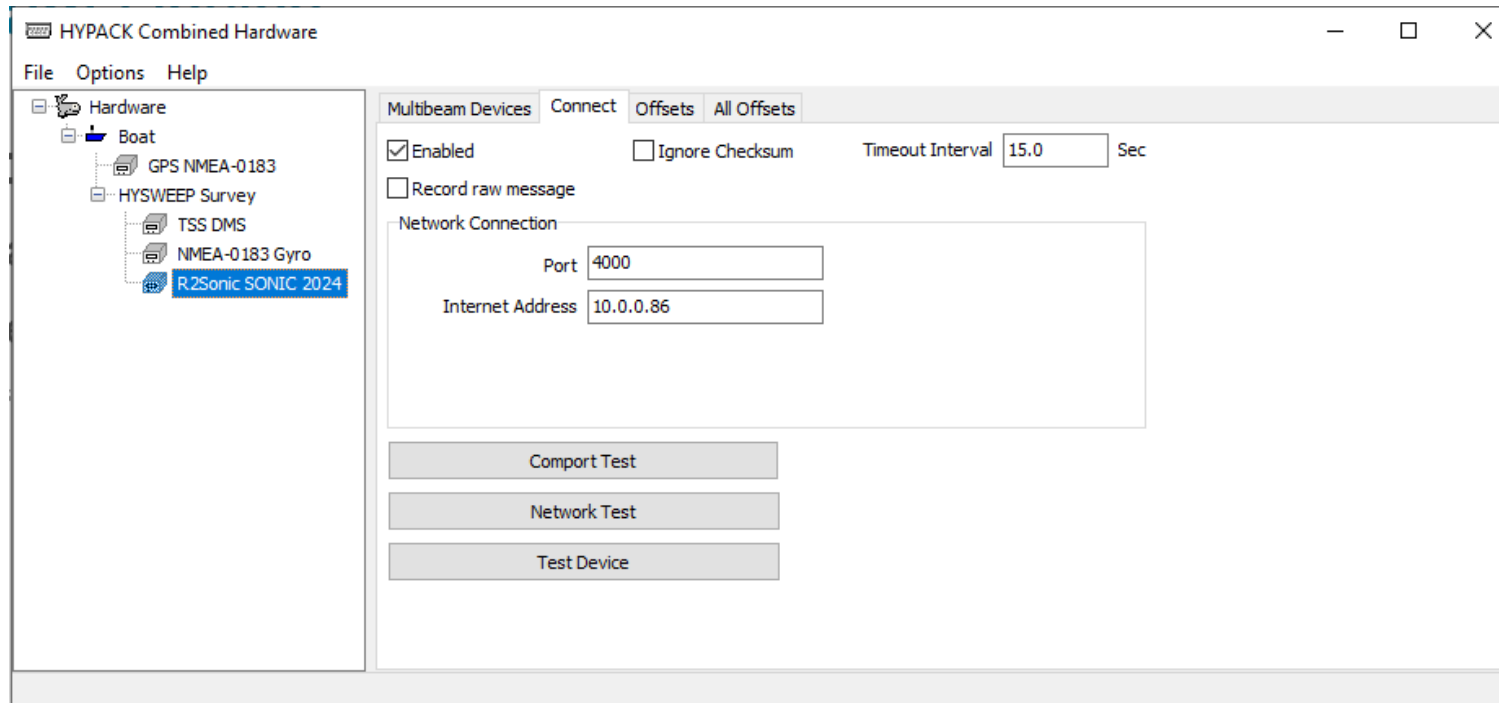 HYPACK Combined Hardware
File Options Help
Hardware
Boat
GPS NMEA-0183
HYSWEEP Survey
TSS DMS
NMEA-0183 Gyro
R2Sonic SONIC 2024
Multibeam Devices Connect Offsets All Offsets
Enabled Ignore Checksum Timeout Interval 15.0 Sec
Record raw message
Network Connection
Port 4000
Internet Address 10.0.0.86
Comport Test
Network Test
Test Device